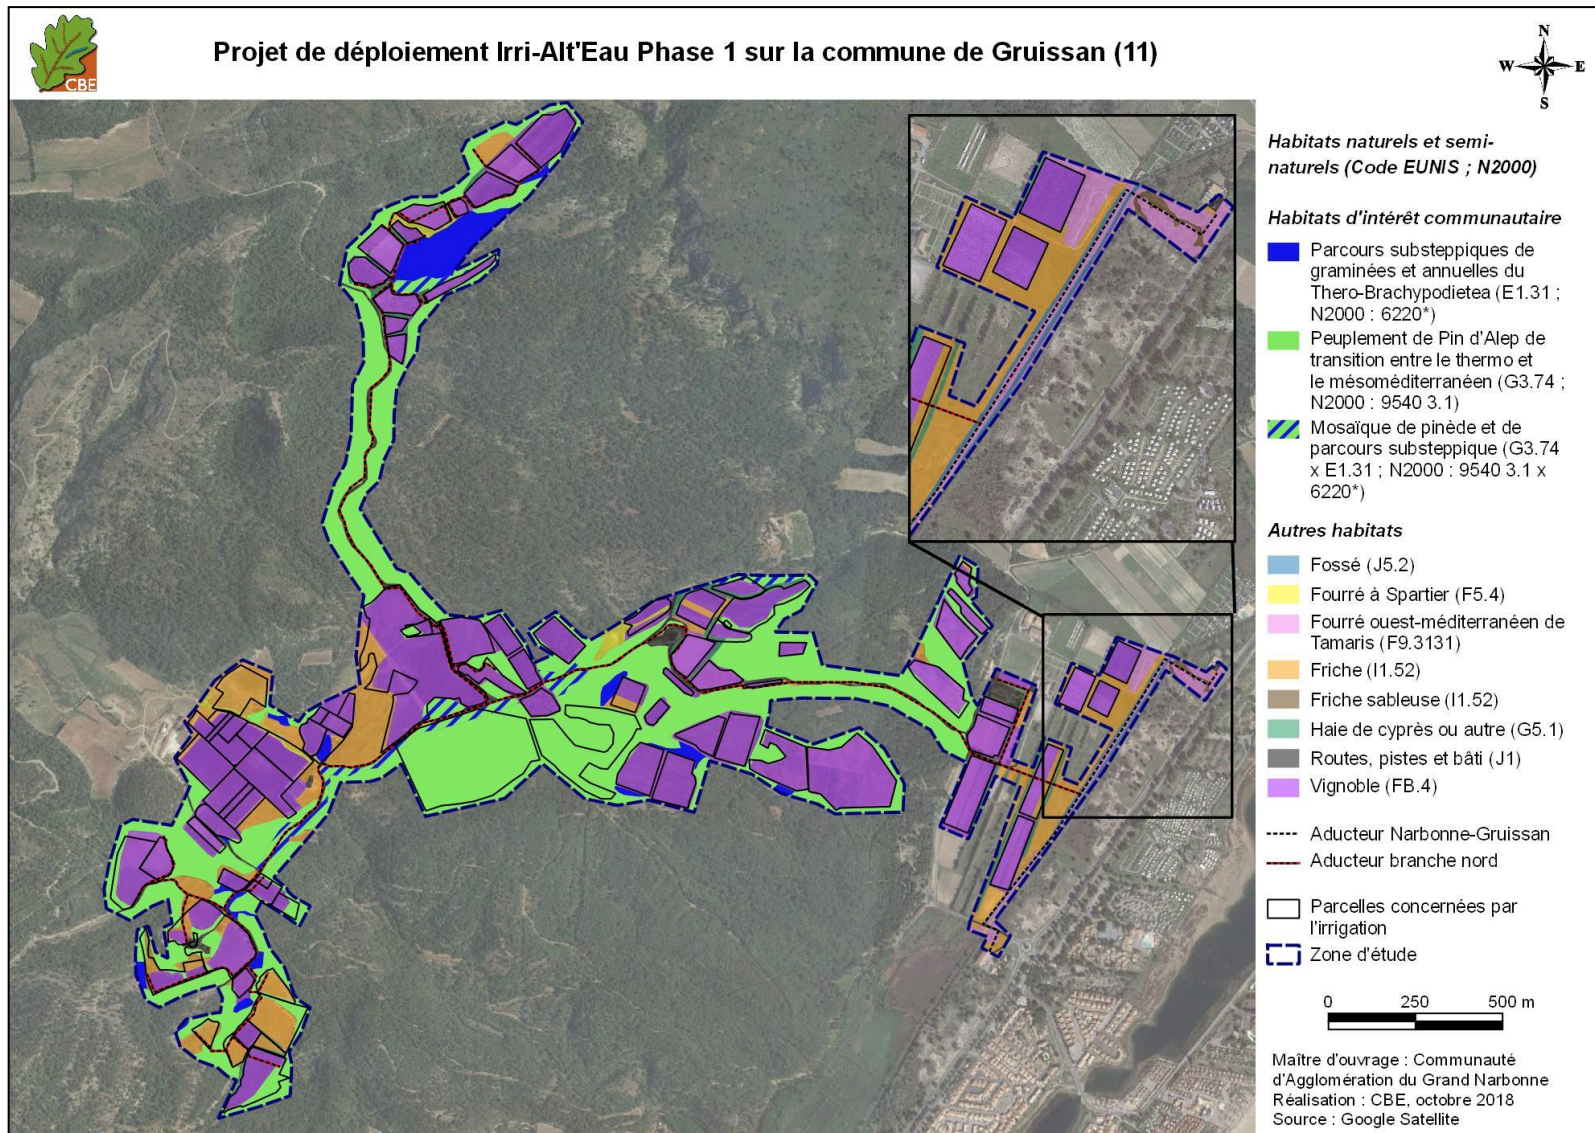 CBE
Projet de déploiement Irri-Alt'Eau Phase 1 sur la commune de Gruissan (11)
N
W E
S
Habitats naturels et semi-
naturels (Code EUNIS ; N2000)
Habitats d'intérêt communautaire
Parcours substeppiques de
graminées et annuelles du
Thero-Brachypodietea (E1.31 ;
N2000 : 6220*)
Peuplement de Pin d'Alep de
transition entre le thermo et
le mésoméditerranéen (G3.74 ;
N2000 : 9540 3.1)
Mosaïque de pinède et de
parcours substeppique (G3.74
x E1.31 ; N2000 : 9540 3.1 x
6220*)
Autres habitats
Fossé (J5.2)
Fourré à Spartier (F5.4)
Fourré ouest-méditerranéen de
Tamaris (F9.3131)
Friche (I1.52)
Friche sableuse (I1.52)
Haie de cyprès ou autre (G5.1)
Routes, pistes et bâti (J1)
Vignoble (FB.4)
Aducteur Narbonne-Gruissan
Aducteur branche nord
Parcelles concernées par
l'irrigation
Zone d'étude
0 250 500 m
Maître d'ouvrage : Communauté
d'Agglomération du Grand Narbonne
Réalisation : CBE, octobre 2018
Source : Google Satellite